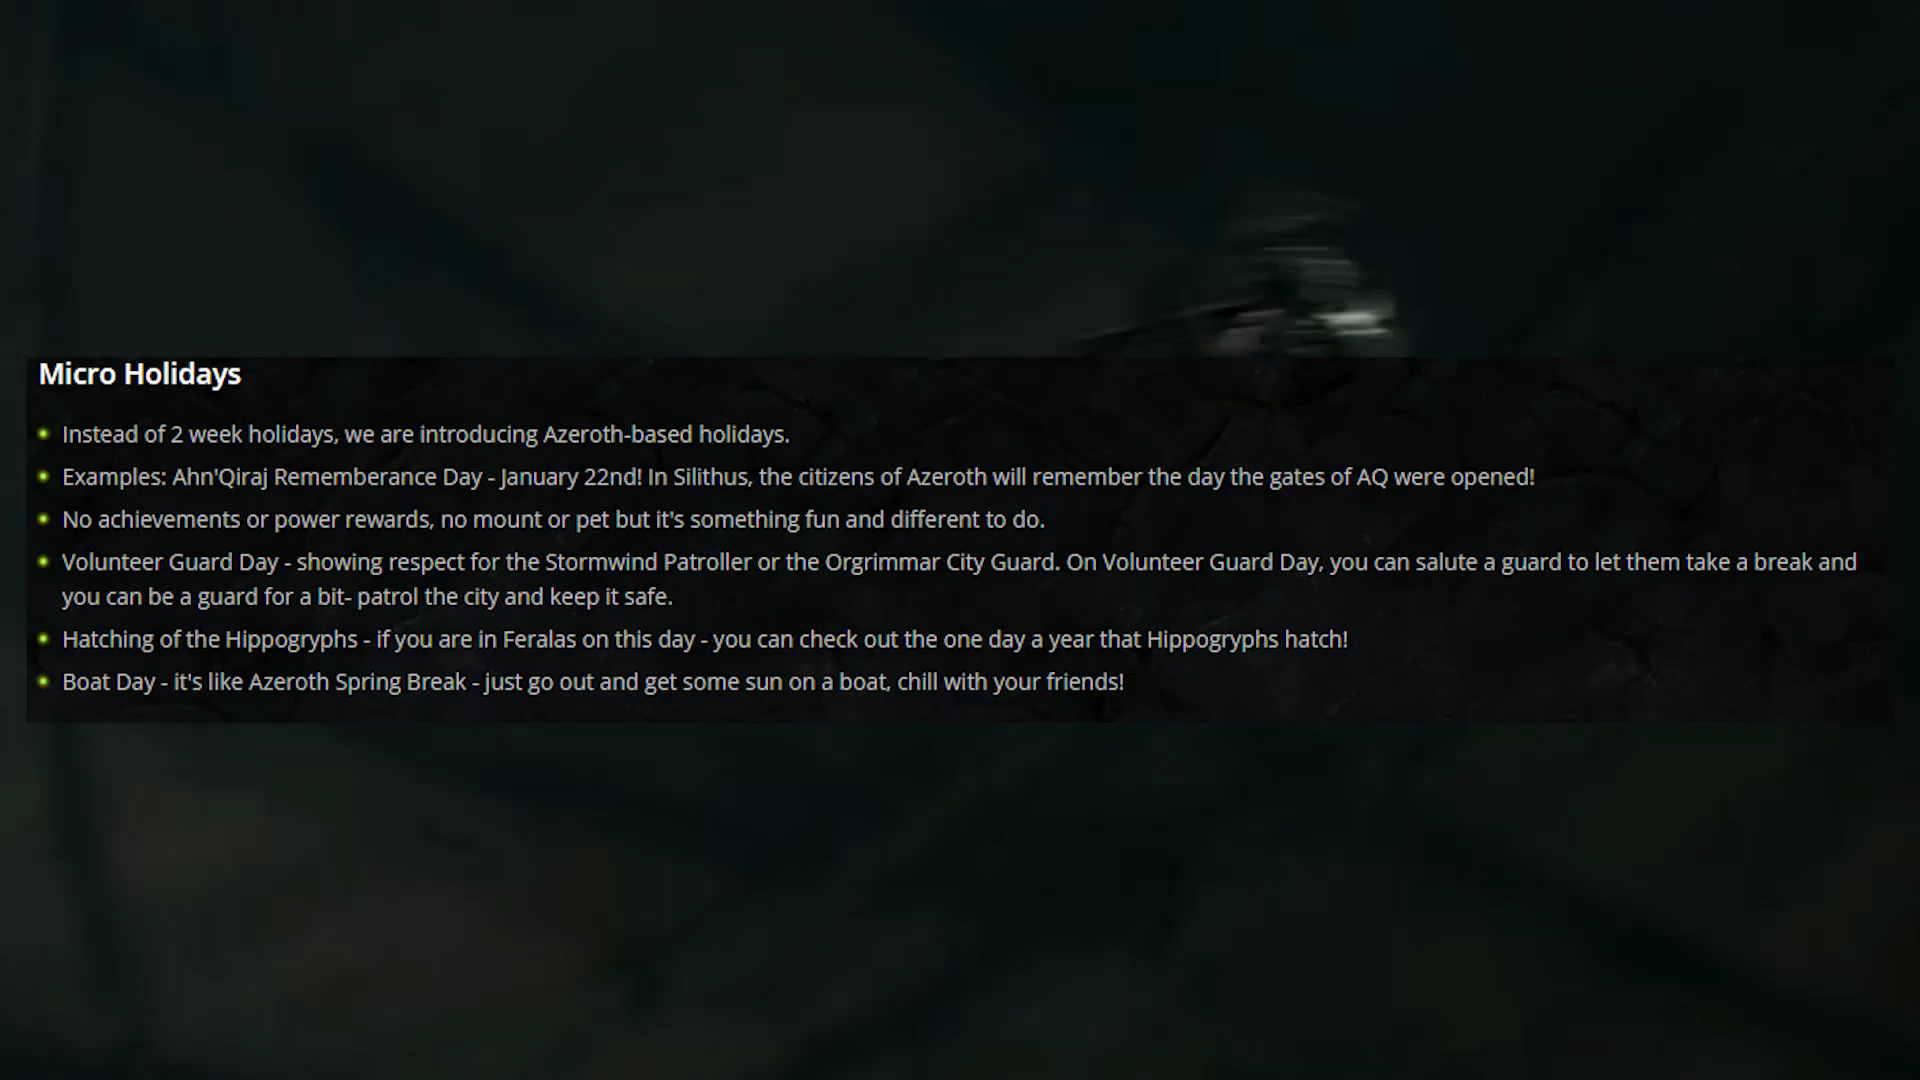 Micro Holidays
Instead of 2 week holidays, we are introducing Azeroth-based holidays.
Examples: Ahn'Qiraj Rememberance Day - January 22nd! In Silithus, the citizens of Azeroth will remember the day the gates of AQ were opened!
No achievements or power rewards, no mount or pet but it's something fun and different to do.
Volunteer Guard Day - showing respect for the Stormwind Patroller or the Orgrimmar City Guard. On Volunteer Guard Day, you can salute a guard to let them take a break and
you can be a guard for a bit- patrol the city and keep it safe.
Hatching of the Hippogryphs - if you are in Feralas on this day - you can check out the one day a year that Hippogryphs hatch!
Boat Day - it's like Azeroth Spring Break - just go out and get some sun on a boat, chill with your friends!